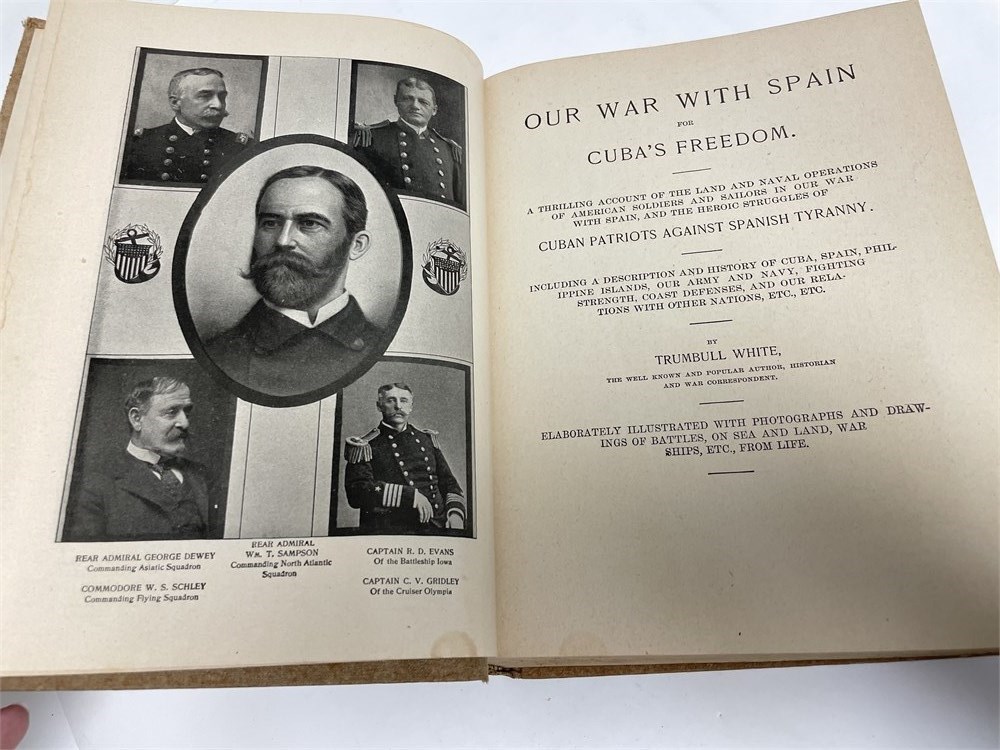 REAR ADMIRAL GEORGE DEWEY
Commanding Asiatic Squadron
COMMODORE W. S. SCHLEY
Commanding Flying Squadron
REAR ADMIRAL
WM. T. SAMPSON
Commanding North Atlantic
Squadron
CAPTAIN R. D. EVANS
Of the Battleship Iowa
CAPTAIN C. V. GRIDLEY
Of the Cruiser Olympia
OUR WAR WITH SPAIN
FOR
CUBA'S FREEDOM.
A THRILLING ACCOUNT OF THE LAND AND NAVAL OPERATIONS
OF AMERICAN SOLDIERS AND SAILORS IN OUR WAR
WITH SPAIN, AND THE HEROIC STRUGGLES OF
CUBAN PATRIOTS AGAINST SPANISH TYRANNY.
INCLUDING A DESCRIPTION AND HISTORY OF CUBA, SPAIN, PHIL-
IPPINE ISLANDS, OUR ARMY AND NAVY, FIGHTING
STRENGTH, COAST DEFENSES, AND OUR RELA-
TIONS WITH OTHER NATIONS, ETC., ETC.
BY
TRUMBULL WHITE,
THE WELL KNOWN AND POPULAR AUTHOR, HISTORIAN
AND WAR CORRESPONDENT.
ELABORATELY ILLUSTRATED WITH PHOTOGRAPHS AND DRAW-
INGS OF BATTLES, ON SEA AND LAND, WAR
SHIPS, ETC., FROM LIFE.